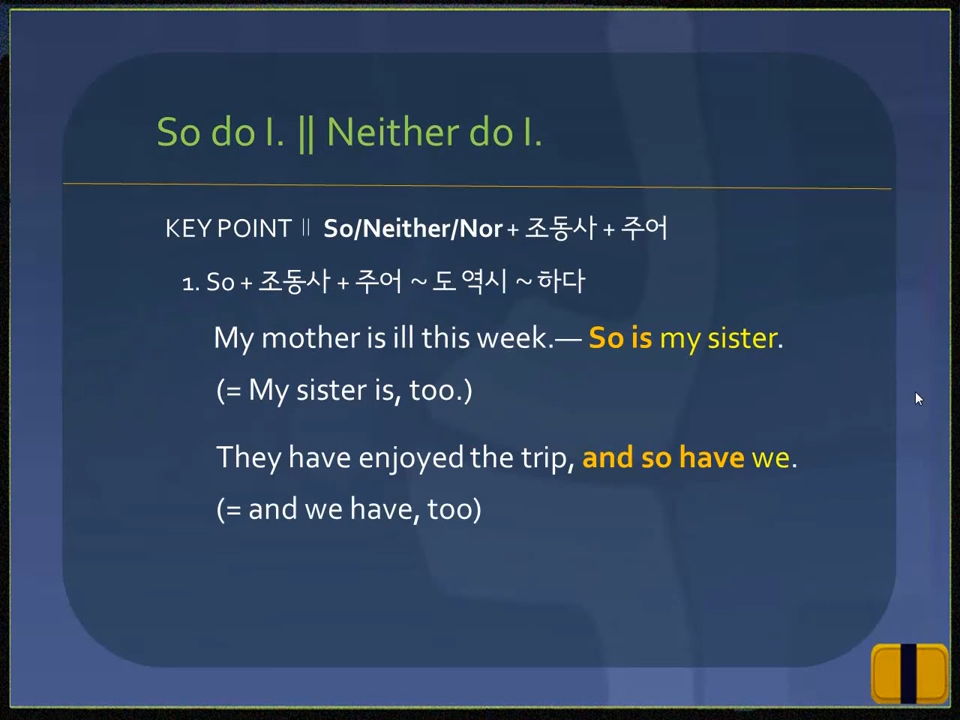 So do I. || Neither do I.
KEY POINT || So/Neither/Nor + 조동사 + 주어
1. So + 조동사 + 주어 ~ 도 역시 ~ 하다
My mother is ill this week.— So is my sister.
(= My sister is, too.)
They have enjoyed the trip, and so have we.
(= and we have, too)